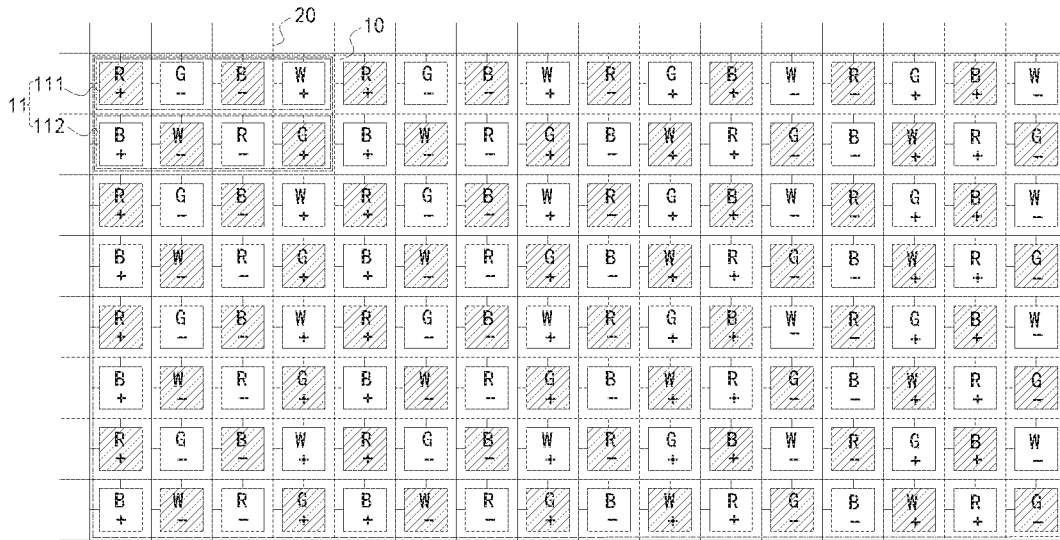 20
10
R G B W R G B W R G B W R G B W
+ - - + + - - + - + + - - + + -
111
11
112
B W R G B W R G B W R G B W R G
+ - - + + - - + - + + - - + + -
R G B W R G B W R G B W R G B W
+ - - + + - - + - + + - - + + -
B W R G B W R G B W R G B W R G
+ - - + + - - + - + + - - + + -
R G B W R G B W R G B W R G B W
+ - - + + - - + - + + - - + + -
B W R G B W R G B W R G B W R G
+ - - + + - - + - + + - - + + -
R G B W R G B W R G B W R G B W
+ - - + + - - + - + + - - + + -
B W R G B W R G B W R G B W R G
+ - - + + - - + - + + - - + + -